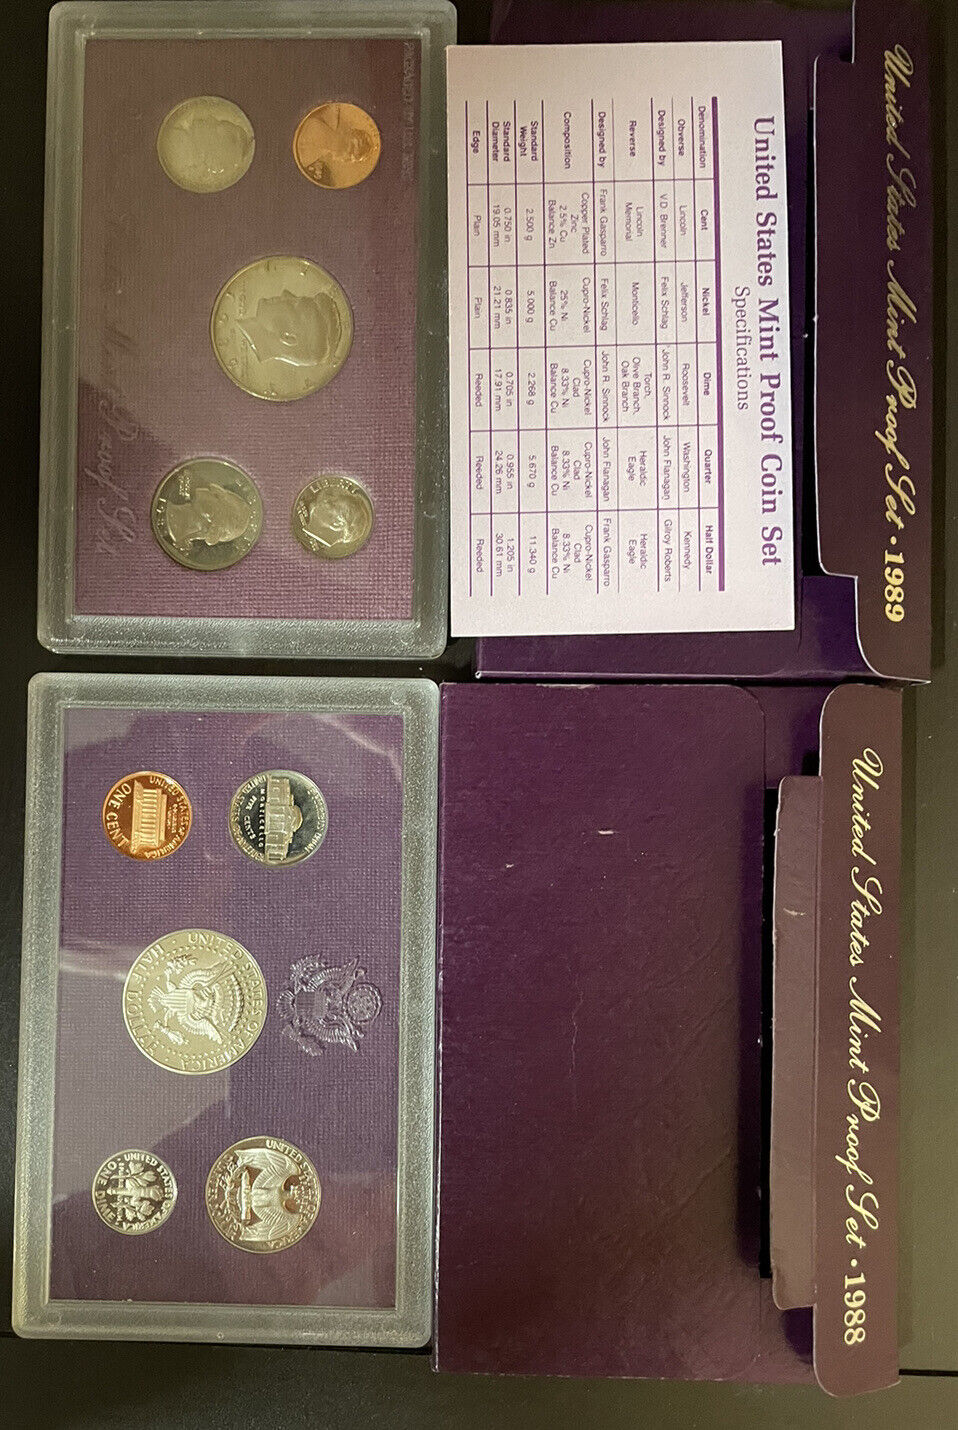 United States Mint Proof Set • 1989
United States Mint Proof Coin Set
Specifications
Denomination Cent Nickel Dime Quarter Half Dollar
Obverse Lincoln Jefferson Roosevelt Washington Kennedy
Designed by V.D. Brenner Felix Schlag John R. Sinnock John Flanagan Gilroy Roberts
Reverse Lincoln Memorial Monticello Torch, Olive Branch, Oak Branch Heraldic Eagle Heraldic Eagle
Designed by Frank Gasparro Felix Schlag John R. Sinnock John Flanagan Frank Gasparro
Composition Copper Plated Zinc 2.5% Cu Balance Zn Cupro-Nickel 25% Ni Balance Cu Cupro-Nickel Clad 8.33% Ni Balance Cu Cupro-Nickel Clad 8.33% Ni Balance Cu Cupro-Nickel Clad 8.33% Ni Balance Cu
Standard Weight 2.500 g 5.000 g 2.268 g 5.670 g 11.340 g
Standard Diameter 0.750 in 19.05 mm 0.835 in 21.21 mm 0.705 in 17.91 mm 0.955 in 24.26 mm 1.205 in 30.61 mm
Edge Plain Plain Reeded Reeded Reeded
Proof Set
LIBERTY
LIBERTY
United States Mint Proof Set • 1988
UNITED STATES OF AMERICA
ONE CENT
MONTICELLO
FIVE CENTS
UNITED STATES OF AMERICA
HALF DOLLAR
UNITED STATES OF AMERICA
ONE DIME
UNITED STATES OF AMERICA